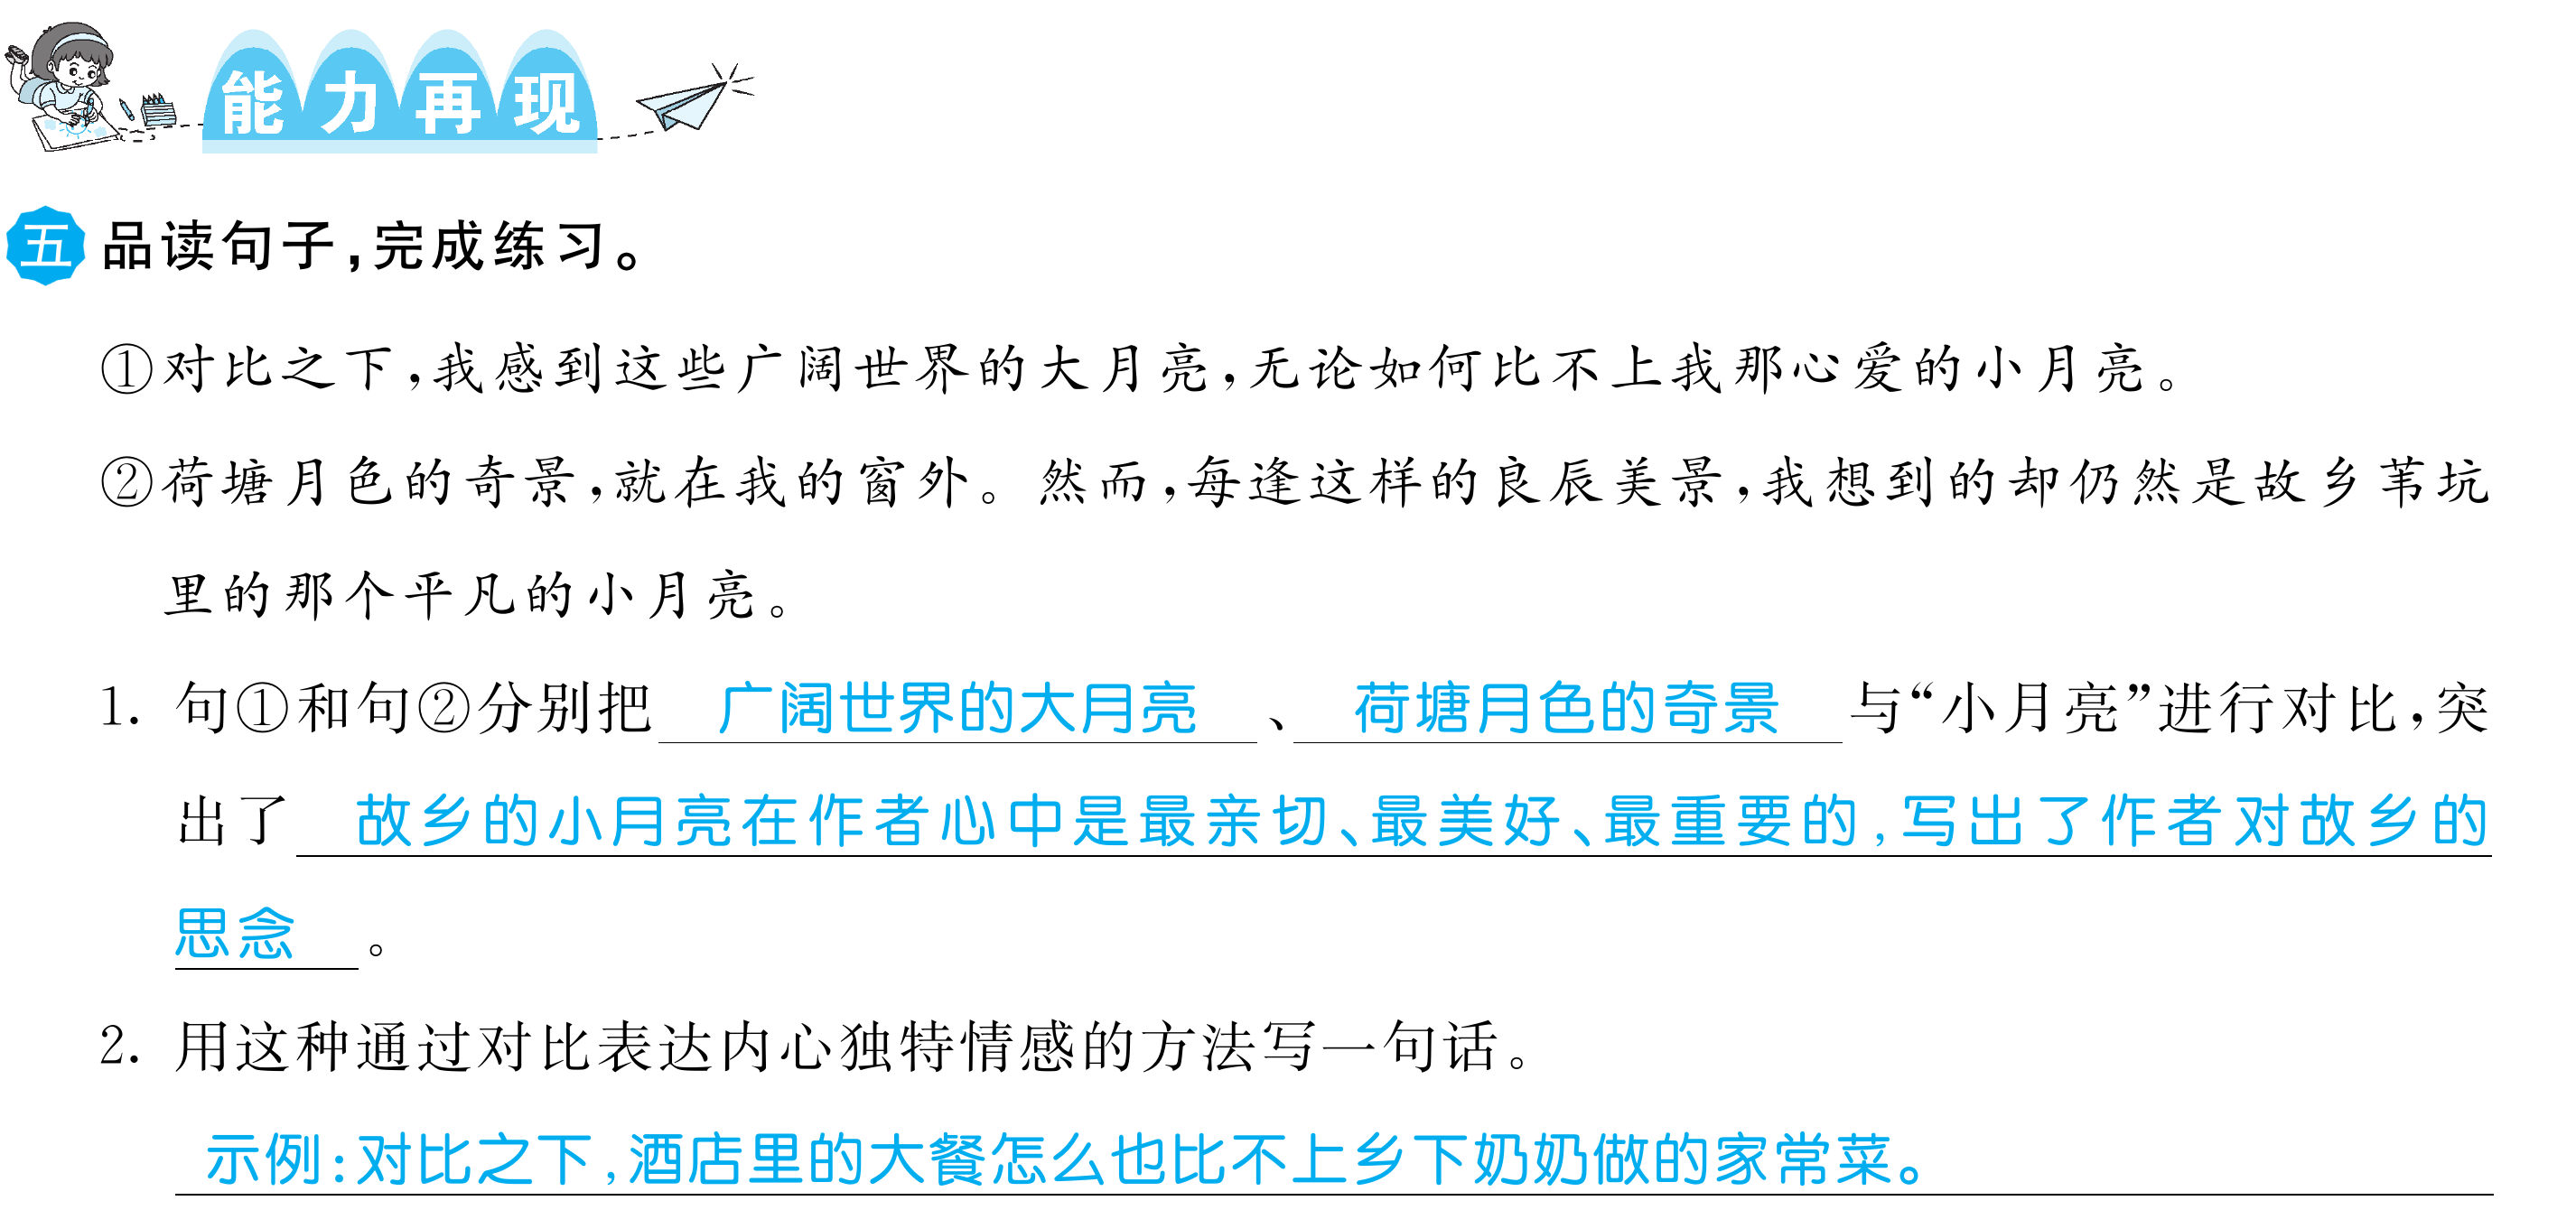 能力再现
五 品读句子,完成练习。
①对比之下,我感到这些广阔世界的大月亮,无论如何比不上我那心爱的小月亮。
②荷塘月色的奇景,就在我的窗外。然而,每逢这样的良辰美景,我想到的却仍然是故乡苇坑
里的那个平凡的小月亮。
1. 句①和句②分别把 广阔世界的大月亮 、 荷塘月色的奇景 与“小月亮”进行对比,突
出了 故乡的小月亮在作者心中是最亲切、最美好、最重要的,写出了作者对故乡的
思念 。
2. 用这种通过对比表达内心独特情感的方法写一句话。
示例:对比之下,酒店里的大餐怎么也比不上乡下奶奶做的家常菜。